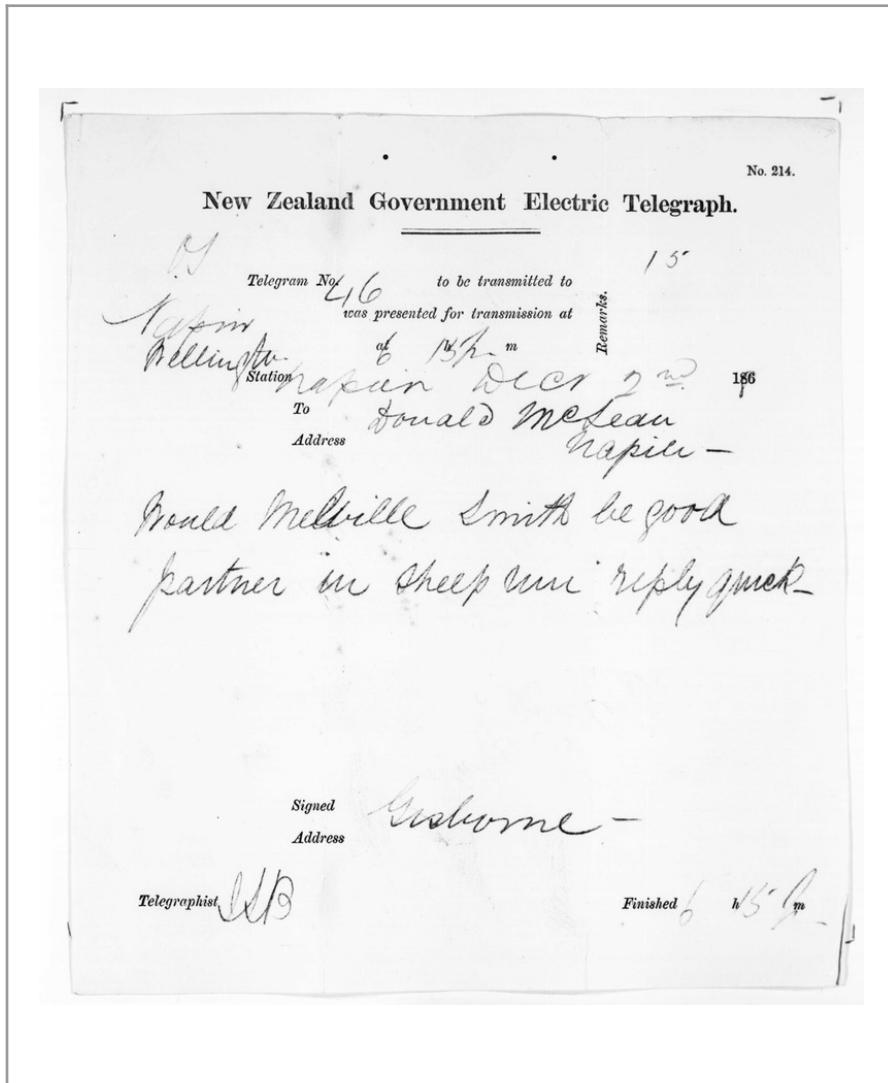 No. 214.
New Zealand Government Electric Telegraph.
15
Telegram No. 46 to be transmitted to
Napier
was presented for transmission at
Remarks.
Wellington at 6 h 15 p m
Station Napier Decr 2nd 186
To Donald McLean
Address Napier —
Would Melville Smith be good
partner in sheep run reply quick —
Signed Gisborne —
Address
Telegraphist
Finished 6 h 15 p m